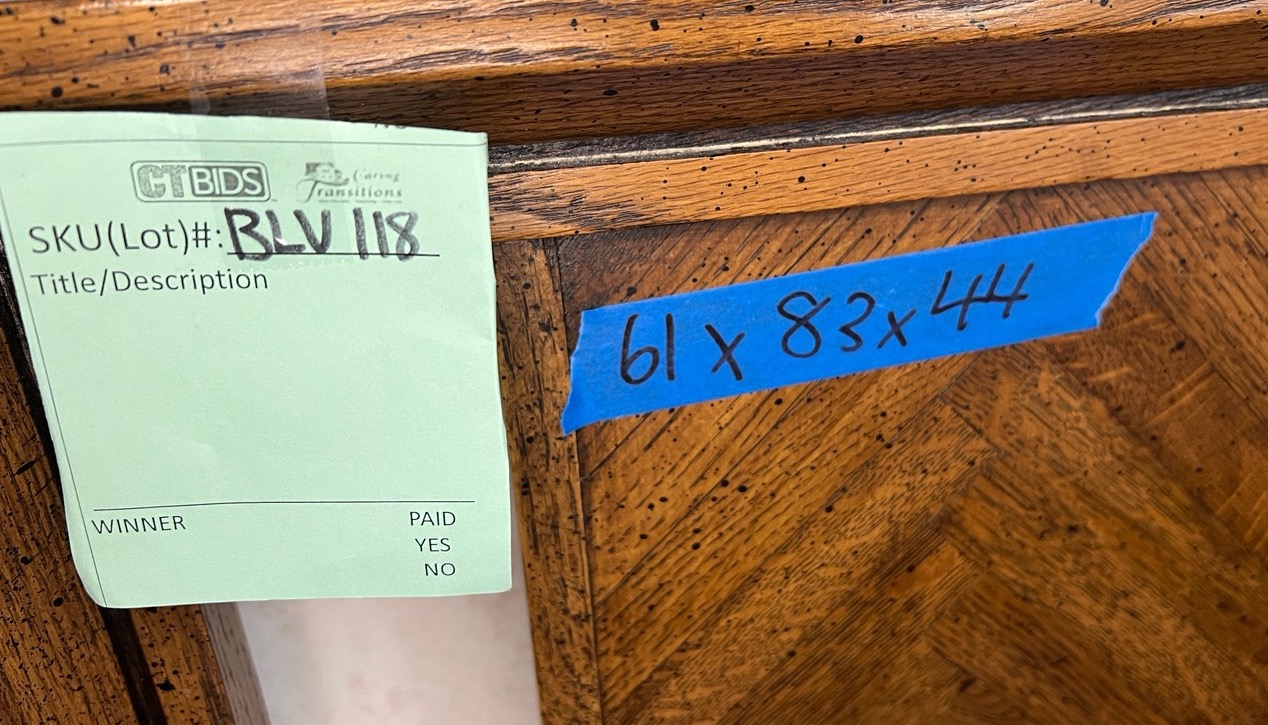 CTBIDS
Caring
Transitions
SKU(Lot)#: BLV 118
Title/Description
WINNER
PAID
YES
NO
61 x 83 x 44